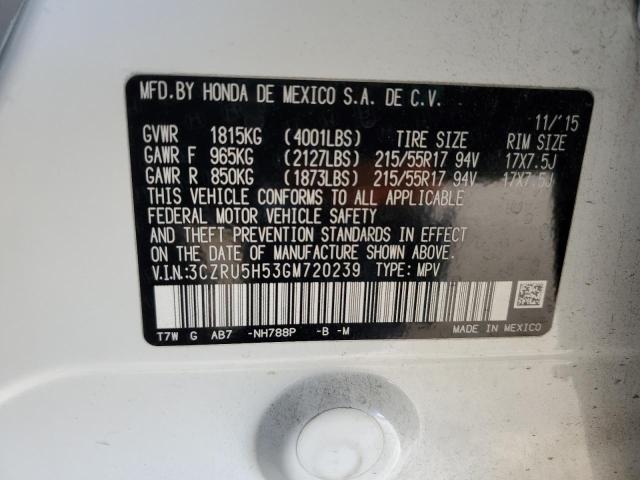 MFD.BY HONDA DE MEXICO S.A. DE C.V.
11/'15
GVWR 1815KG (4001LBS) TIRE SIZE RIM SIZE
GAWR F 965KG (2127LBS) 215/55R17 94V 17X7.5J
GAWR R 850KG (1873LBS) 215/55R17 94V 17X7.5J
THIS VEHICLE CONFORMS TO ALL APPLICABLE
FEDERAL MOTOR VEHICLE SAFETY
AND THEFT PREVENTION STANDARDS IN EFFECT
ON THE DATE OF MANUFACTURE SHOWN ABOVE.
V.I.N.:3CZRU5H53GM720239 TYPE: MPV
T7W G AB7 -NH788P -B -M MADE IN MEXICO